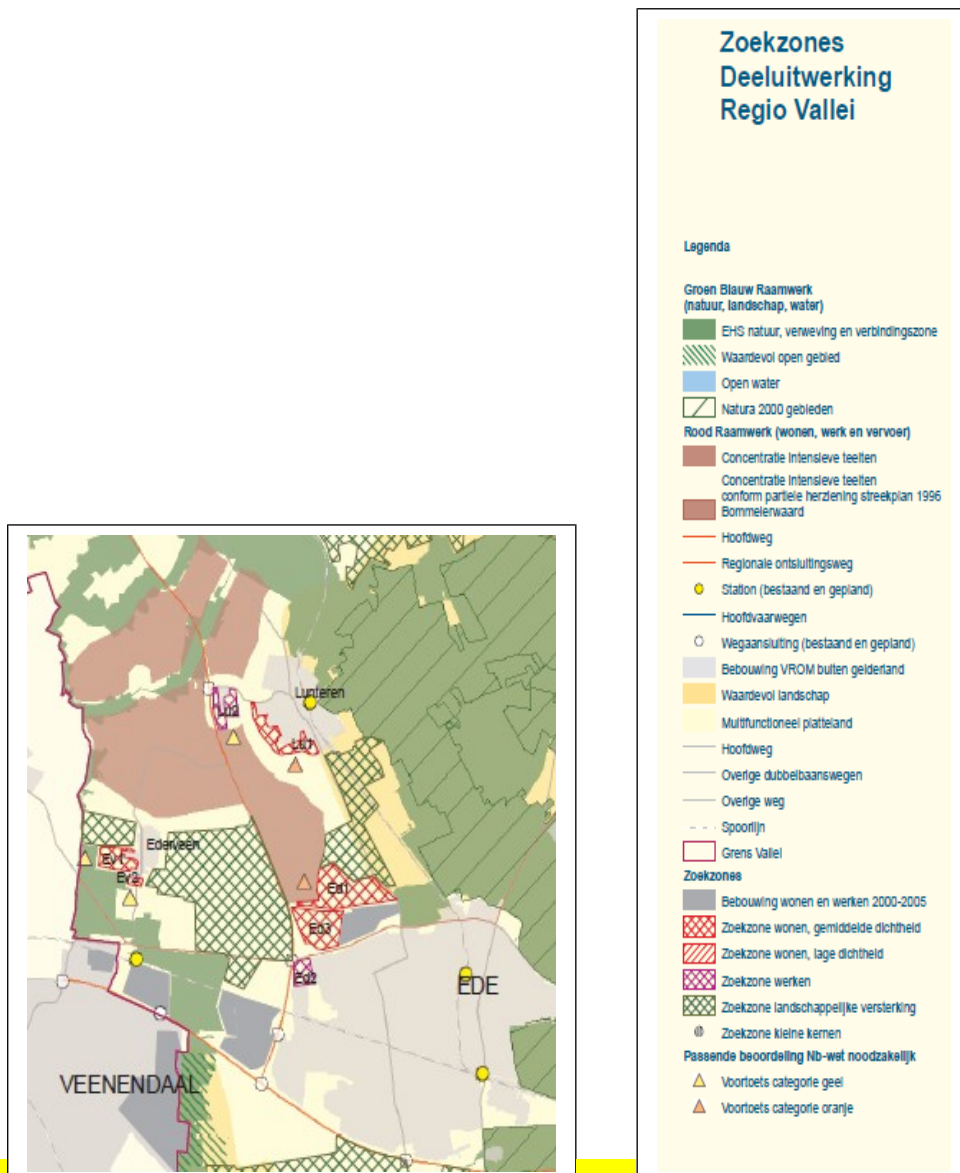 Zoekzones
Deeluitwerking
Regio Vallei
Legenda
Groen Blauw Raamwerk
(natuur, landschap, water)
EHS natuur, verweving en verbindingszone
Waardevol open gebied
Open water
Natura 2000 gebieden
Rood Raamwerk (wonen, werk en vervoer)
Concentratie intensieve teelten
Concentratie intensieve teelten
conform partiele herziening streekplan 1996
Bommelerwaard
Hoofdweg
Regionale ontsluitingsweg
Station (bestaand en gepland)
Hoofdvaarwegen
Wegaansluiting (bestaand en gepland)
Bebouwing VROM buiten gelderland
Waardevol landschap
Multifunctioneel platteland
Hoofdweg
Overige dubbelbaanswegen
Overige weg
Spoorlijn
Grens Vallei
Zoekzones
Bebouwing wonen en werken 2000-2005
Zoekzone wonen, gemiddelde dichtheid
Zoekzone wonen, lage dichtheid
Zoekzone werken
Zoekzone landschappelijke versterking
Zoekzone kleine kernen
Passende beoordeling Nb-wet noodzakelijk
Voortoets categorie geel
Voortoets categorie oranje
Lunteren
Lu2
Lu1
Ederveen
Ev1
Ev2
Ed1
Ed3
Ed2
EDE
VEENENDAAL